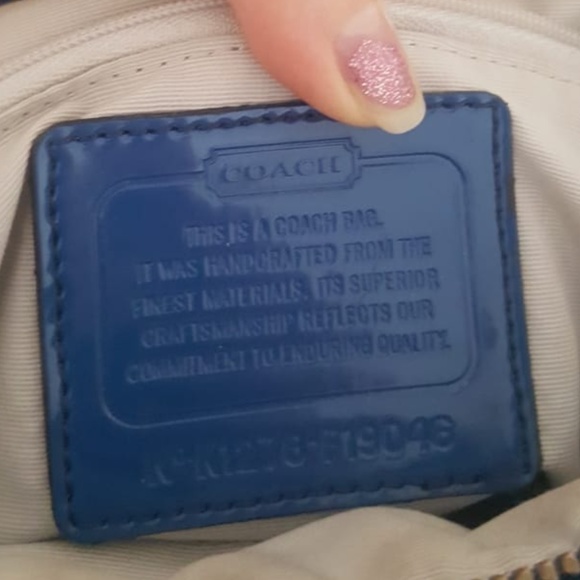 COACH
THIS IS A COACH BAG.
IT WAS HANDCRAFTED FROM THE
FINEST MATERIALS. ITS SUPERIOR
CRAFTSMANSHIP REFLECTS OUR
COMMITMENT TO ENDURING QUALITY.